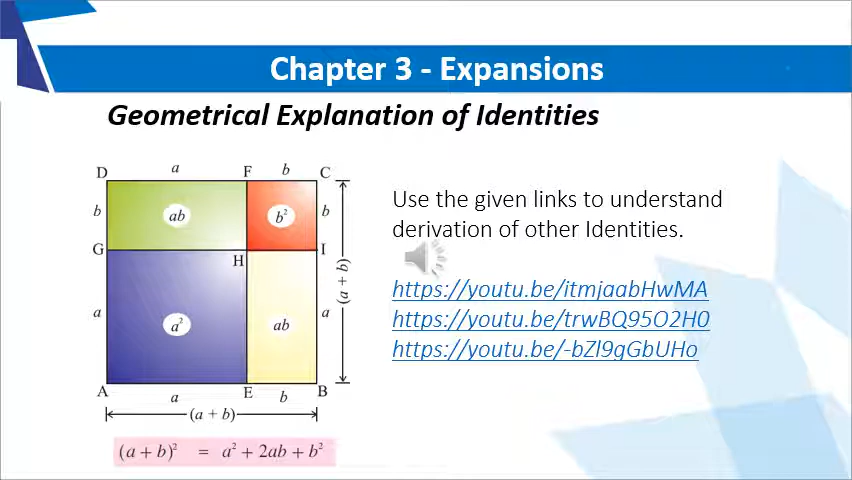 Chapter 3 - Expansions
Geometrical Explanation of Identities
D a F b C
b ab b² b
G H I
a a² ab a (a + b)
A a E b B
(a + b)
(a + b)² = a² + 2ab + b²
Use the given links to understand
derivation of other Identities.
https://youtu.be/itmjaabHwMA
https://youtu.be/trwBQ95O2H0
https://youtu.be/-bZl9gGbUHo